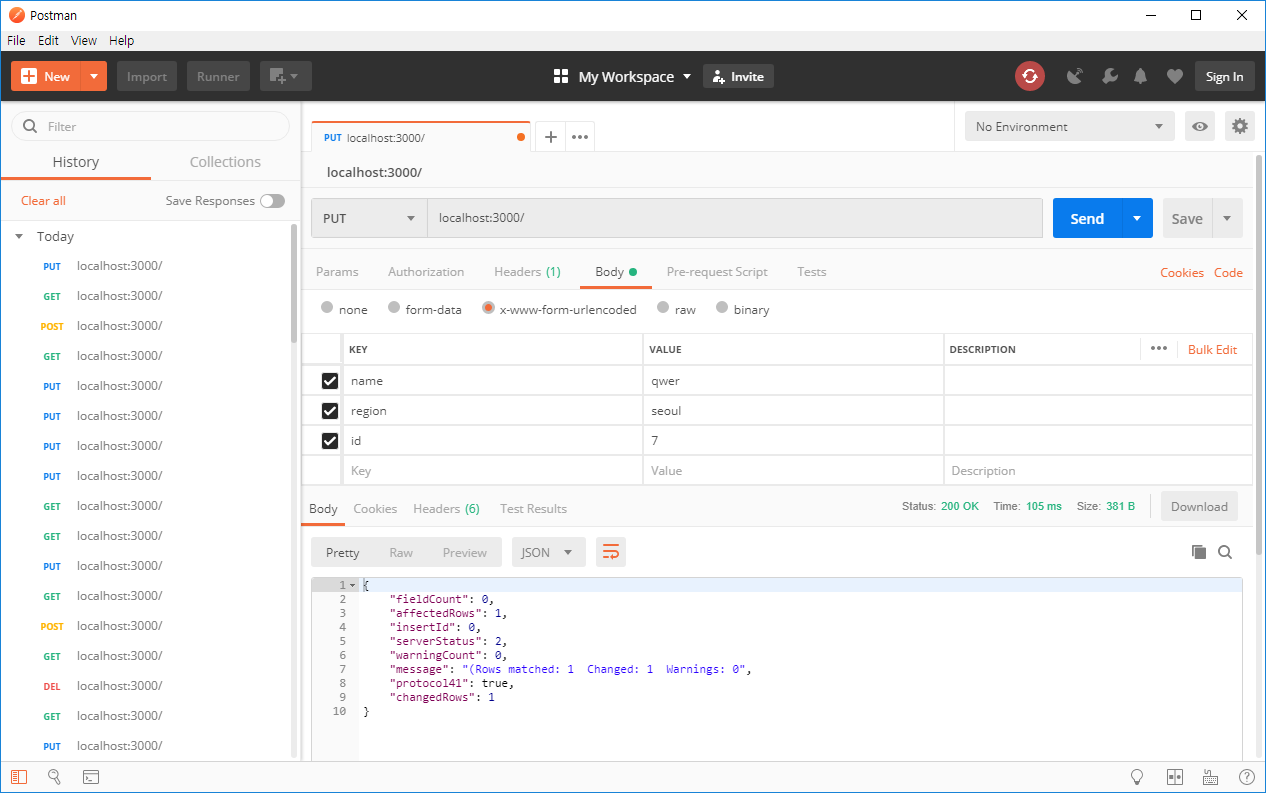 Postman
File Edit View Help
New Import Runner My Workspace Invite Sign In
Filter
History Collections
Clear all Save Responses
Today
PUT localhost:3000/
GET localhost:3000/
POST localhost:3000/
GET localhost:3000/
PUT localhost:3000/
PUT localhost:3000/
PUT localhost:3000/
PUT localhost:3000/
GET localhost:3000/
GET localhost:3000/
PUT localhost:3000/
GET localhost:3000/
POST localhost:3000/
GET localhost:3000/
DEL localhost:3000/
GET localhost:3000/
PUT localhost:3000/
PUT localhost:3000/
No Environment
localhost:3000/
PUT localhost:3000/ Send Save
Params Authorization Headers (1) Body Pre-request Script Tests Cookies Code
none form-data x-www-form-urlencoded raw binary
KEY VALUE DESCRIPTION Bulk Edit
name qwer
region seoul
id 7
Key Value Description
Body Cookies Headers (6) Test Results Status: 200 OK Time: 105 ms Size: 381 B Download
Pretty Raw Preview JSON
1 {
2 "fieldCount": 0,
3 "affectedRows": 1,
4 "insertId": 0,
5 "serverStatus": 2,
6 "warningCount": 0,
7 "message": "(Rows matched: 1  Changed: 1  Warnings: 0",
8 "protocol41": true,
9 "changedRows": 1
10 }